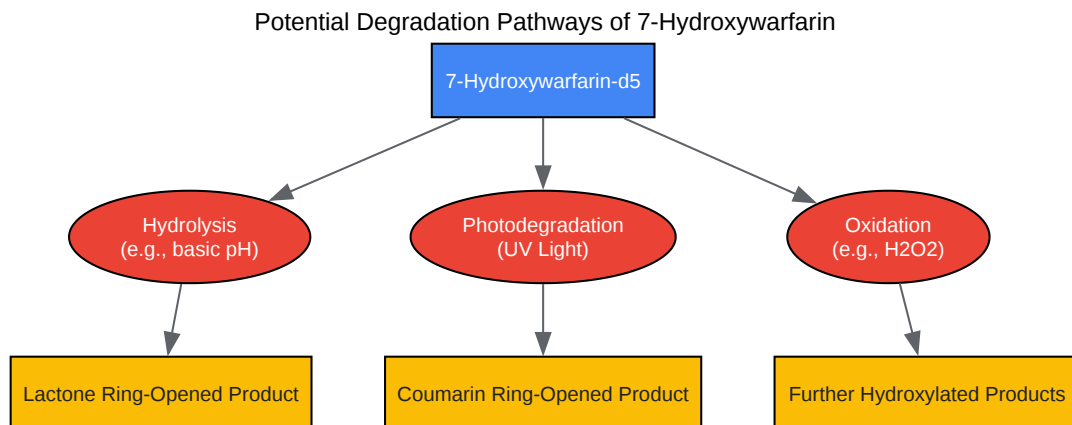 Potential Degradation Pathways of 7-Hydroxywarfarin
7-Hydroxywarfarin-d5
Hydrolysis
(e.g., basic pH)
Photodegradation
(UV Light)
Oxidation
(e.g., H2O2)
Lactone Ring-Opened Product
Coumarin Ring-Opened Product
Further Hydroxylated Products